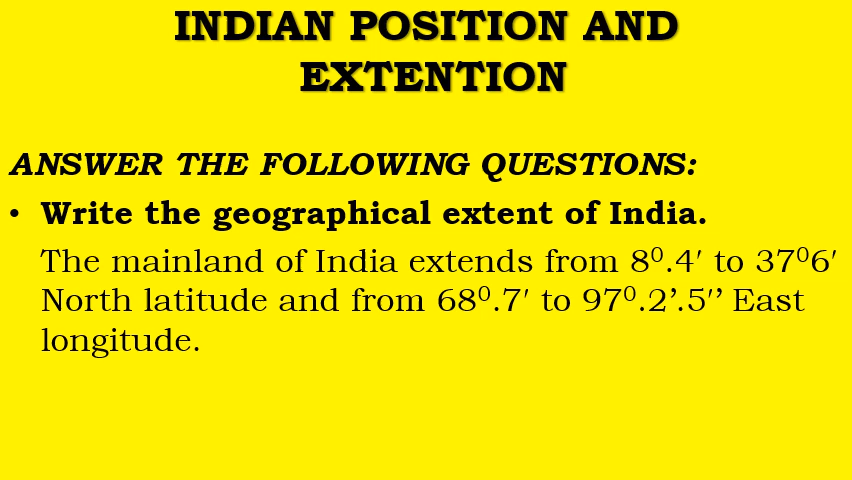 INDIAN POSITION AND
EXTENTION
ANSWER THE FOLLOWING QUESTIONS:
• Write the geographical extent of India.
The mainland of India extends from 8⁰.4′ to 37⁰6′
North latitude and from 68⁰.7′ to 97⁰.2’.5′’ East
longitude.